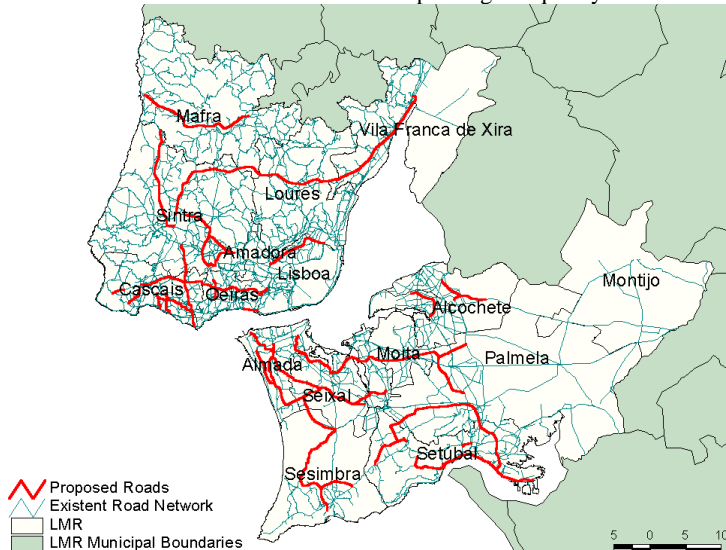 Mafra
Vila Franca de Xira
Loures
Sintra
Amadora
Lisboa
Cascais
Oeiras
Montijo
Alcochete
Moita
Palmela
Almada
Seixal
Setúbal
Sesimbra
Proposed Roads
Existent Road Network
LMR
LMR Municipal Boundaries
5 0 5 10